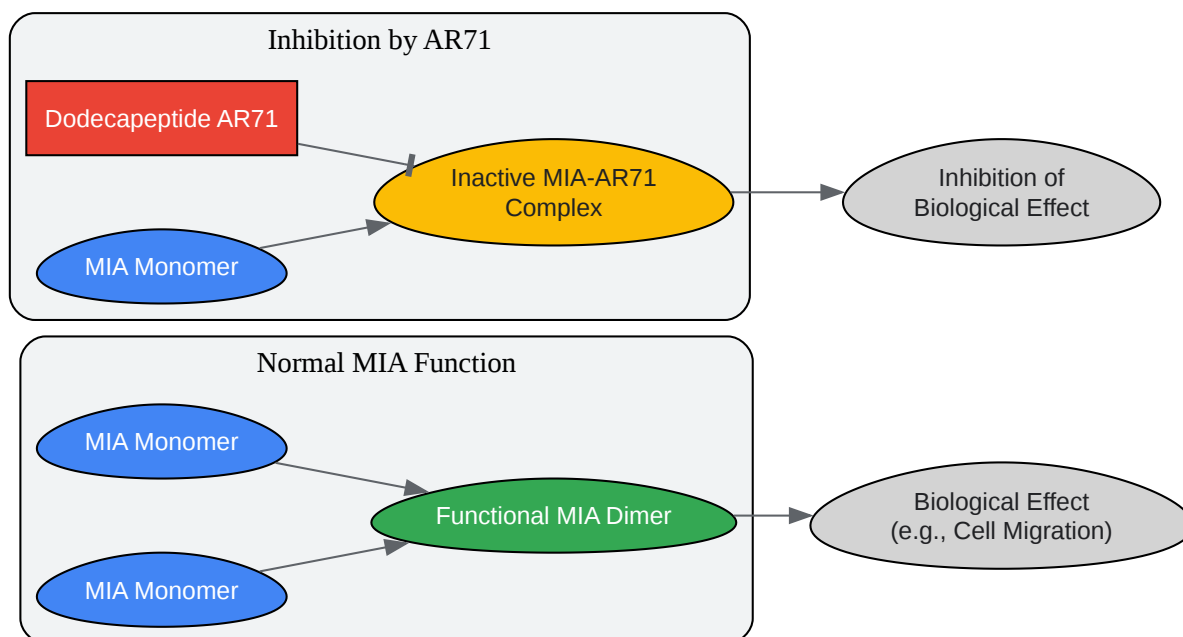 Inhibition by AR71
Dodecapeptide AR71
Inactive MIA-AR71
Complex
Inhibition of
Biological Effect
MIA Monomer
Normal MIA Function
MIA Monomer
Functional MIA Dimer
Biological Effect
(e.g., Cell Migration)
MIA Monomer